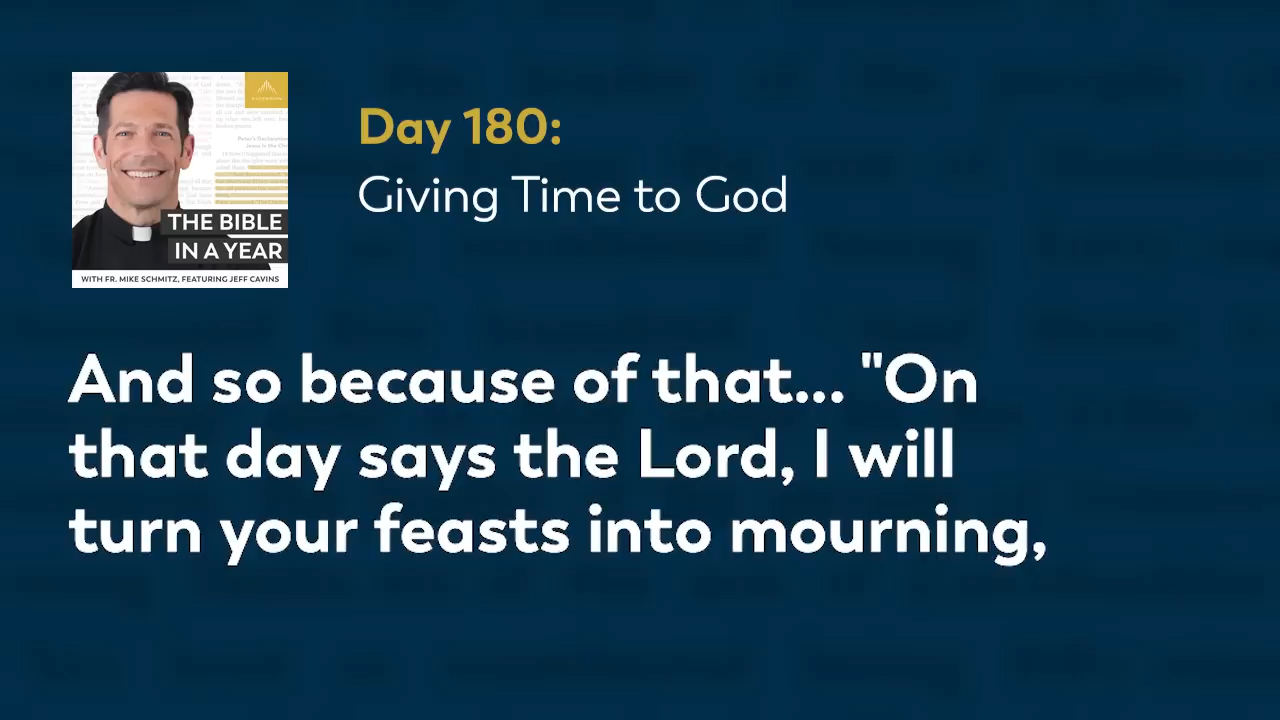 Day 180:
Giving Time to God
THE BIBLE
IN A YEAR
WITH FR. MIKE SCHMITZ, FEATURING JEFF CAVINS
And so because of that... "On
that day says the Lord, I will
turn your feasts into mourning,